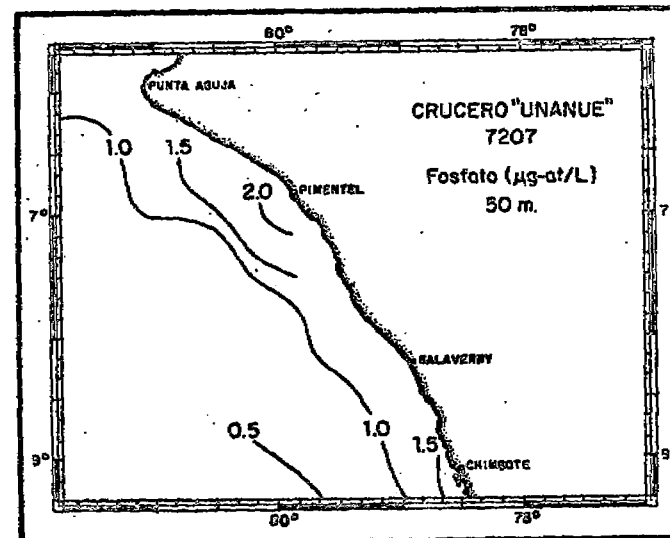 80° 78°
PUNTA AGUJA
CRUCERO "UNANUE"
7207
Fosfato (µg-at/L)
50 m.
1.0 1.5
2.0 PIMENTEL
7° 7
SALAVERRY
0.5 1.0 1.5
CHIMBOTE
9° 9
80° 78°